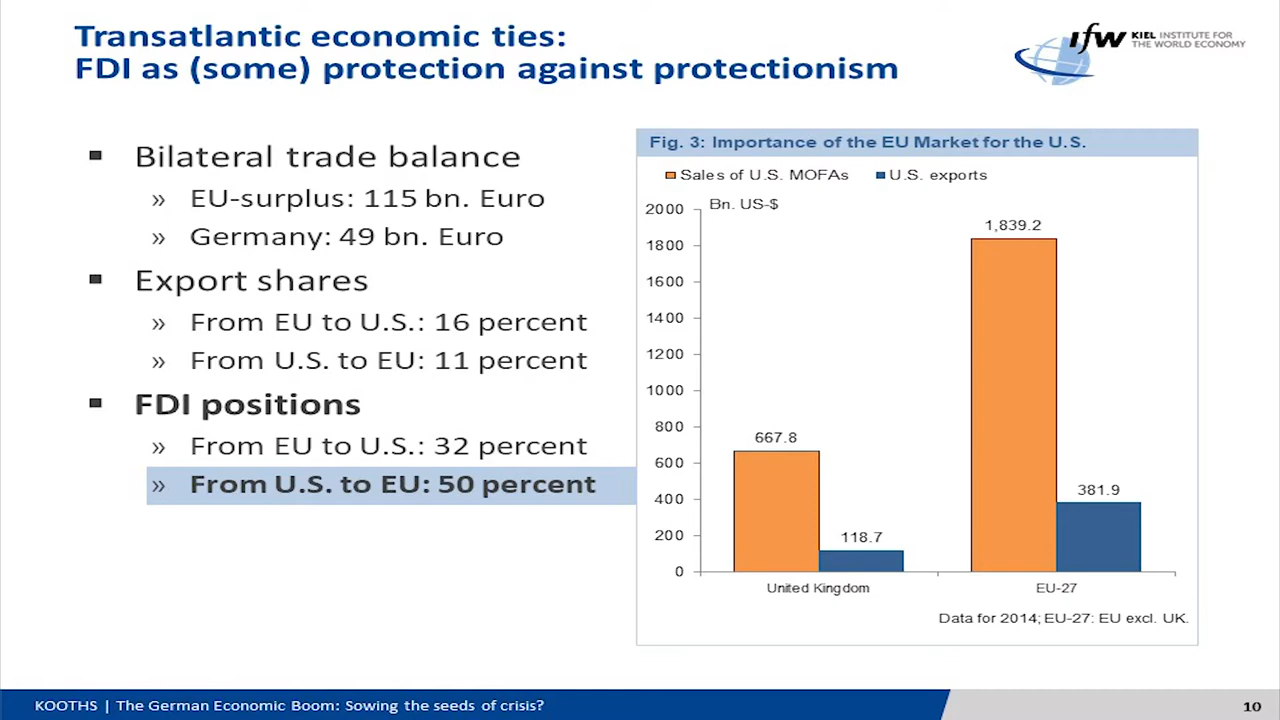 Transatlantic economic ties:
FDI as (some) protection against protectionism
ifw KIEL INSTITUTE FOR
THE WORLD ECONOMY
▪ Bilateral trade balance
» EU-surplus: 115 bn. Euro
» Germany: 49 bn. Euro
▪ Export shares
» From EU to U.S.: 16 percent
» From U.S. to EU: 11 percent
▪ FDI positions
» From EU to U.S.: 32 percent
» From U.S. to EU: 50 percent
Fig. 3: Importance of the EU Market for the U.S.
Sales of U.S. MOFAs U.S. exports
Bn. US-$
2000
1800
1600
1400
1200
1000
800
600
400
200
0
667.8
118.7
1,839.2
381.9
United Kingdom EU-27
Data for 2014; EU-27: EU excl. UK.
KOOTHS | The German Economic Boom: Sowing the seeds of crisis? 10